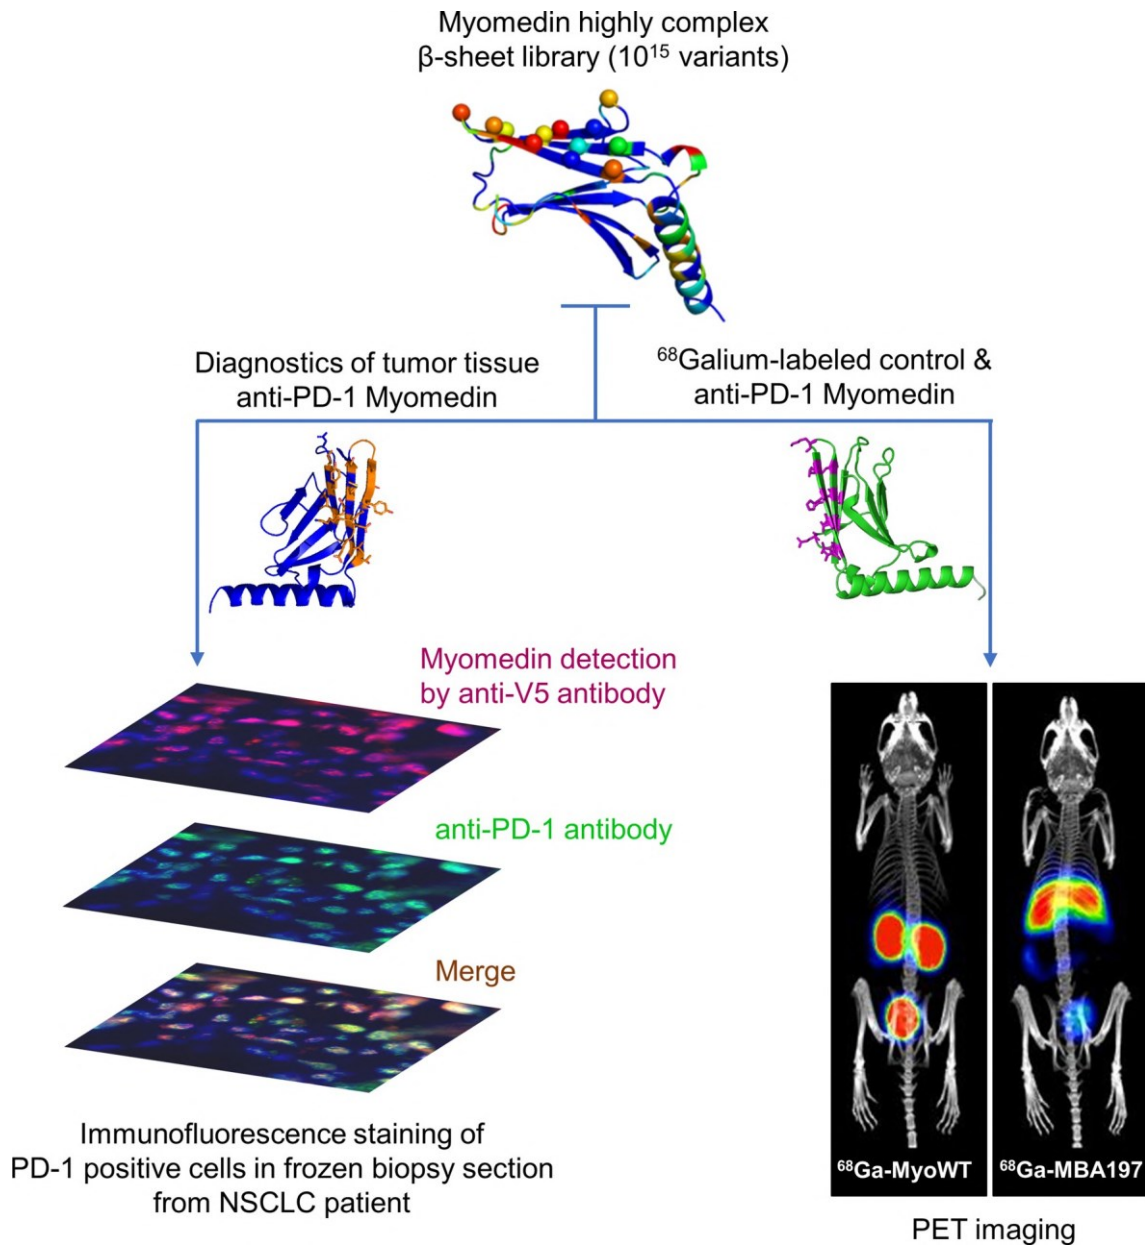 Myomedin highly complex
β-sheet library (10¹⁵ variants)
Diagnostics of tumor tissue
anti-PD-1 Myomedin
⁶⁸Galium-labeled control &
anti-PD-1 Myomedin
Myomedin detection
by anti-V5 antibody
anti-PD-1 antibody
Merge
Immunofluorescence staining of
PD-1 positive cells in frozen biopsy section
from NSCLC patient
⁶⁸Ga-MyoWT
⁶⁸Ga-MBA197
PET imaging